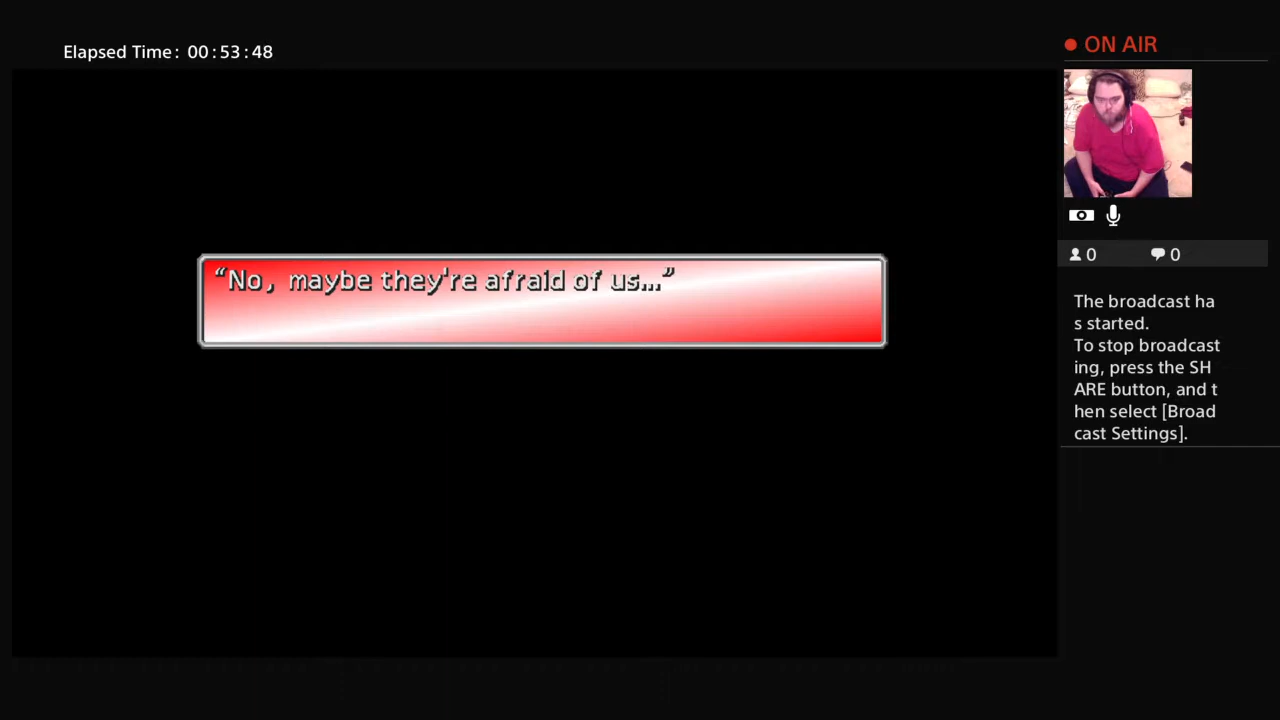 Elapsed Time: 00:53:48
ON AIR
“No, maybe they're afraid of us...”
0
0
The broadcast ha
s started.
To stop broadcast
ing, press the SH
ARE button, and t
hen select [Broad
cast Settings].